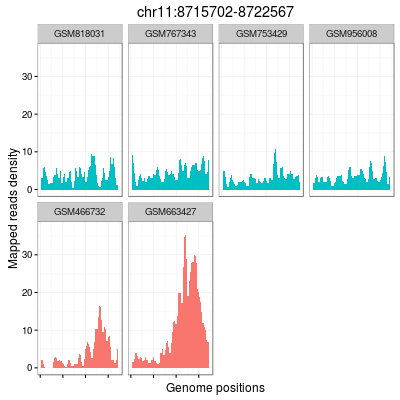 chr11:8715702-8722567
GSM818031 GSM767343 GSM753429 GSM956008
30
20
10
0
Mapped reads density
GSM466732 GSM663427
30
20
10
0
Genome positions